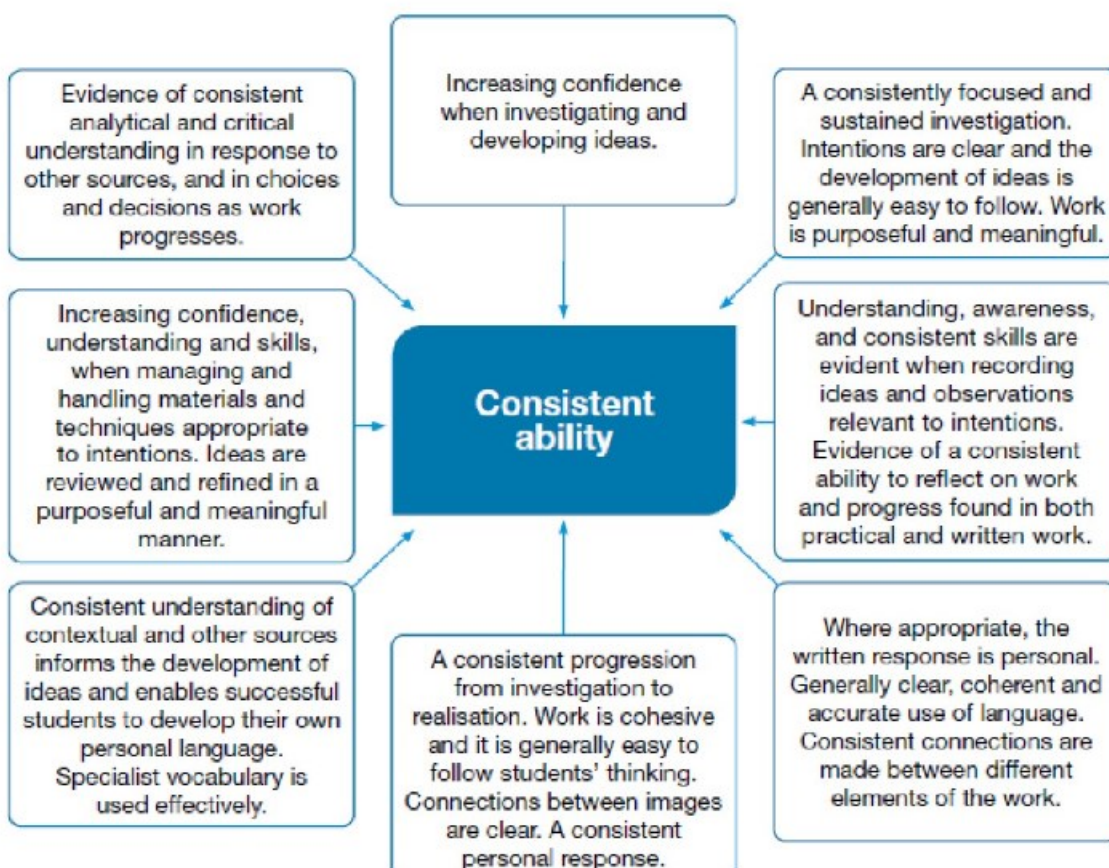 Increasing confidence
when investigating and
developing ideas.
Evidence of consistent
analytical and critical
understanding in response to
other sources, and in choices
and decisions as work
progresses.
A consistently focused and
sustained investigation.
Intentions are clear and the
development of ideas is
generally easy to follow. Work
is purposeful and meaningful.
Increasing confidence,
understanding and skills,
when managing and
handling materials and
techniques appropriate
to intentions. Ideas are
reviewed and refined in a
purposeful and meaningful
manner.
Consistent
ability
Understanding, awareness,
and consistent skills are
evident when recording
ideas and observations
relevant to intentions.
Evidence of a consistent
ability to reflect on work
and progress found in both
practical and written work.
Consistent understanding of
contextual and other sources
informs the development of
ideas and enables successful
students to develop their own
personal language.
Specialist vocabulary is
used effectively.
A consistent progression
from investigation to
realisation. Work is cohesive
and it is generally easy to
follow students' thinking.
Connections between images
are clear. A consistent
personal response.
Where appropriate, the
written response is personal.
Generally clear, coherent and
accurate use of language.
Consistent connections are
made between different
elements of the work.